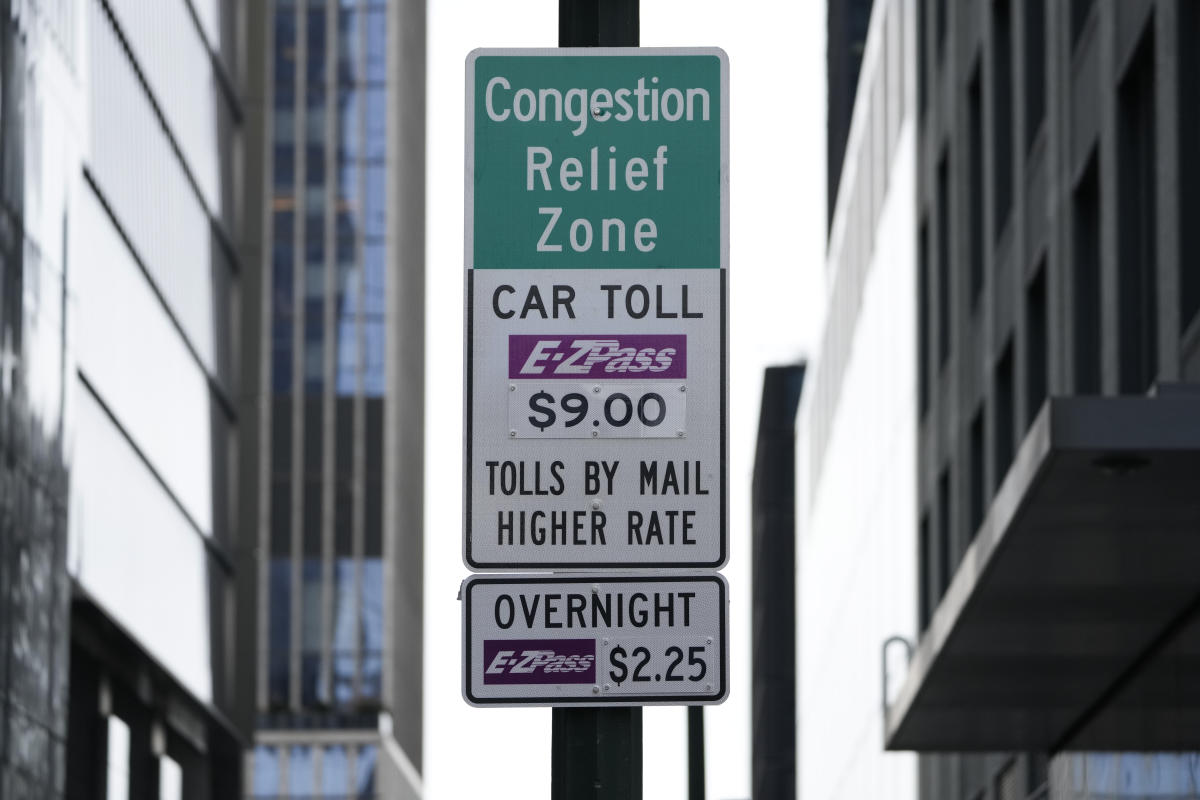 Congestion
Relief
Zone
CAR TOLL
E-ZPass
$9.00
TOLLS BY MAIL
HIGHER RATE
OVERNIGHT
E-ZPass $2.25